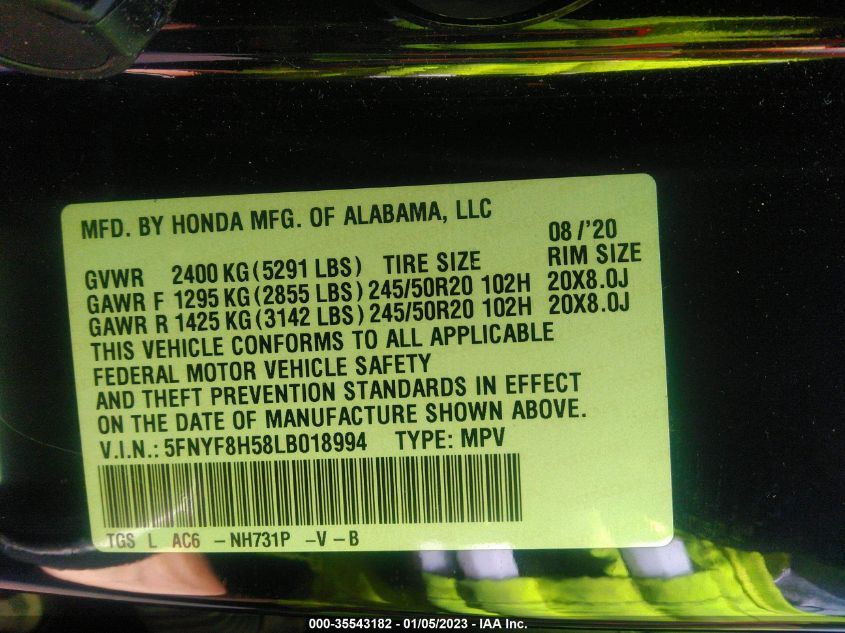 MFD. BY HONDA MFG. OF ALABAMA, LLC
08 /'20
GVWR 2400 KG (5291 LBS) TIRE SIZE RIM SIZE
GAWR F 1295 KG (2855 LBS) 245/50R20 102H 20X8.0J
GAWR R 1425 KG (3142 LBS) 245/50R20 102H 20X8.0J
THIS VEHICLE CONFORMS TO ALL APPLICABLE
FEDERAL MOTOR VEHICLE SAFETY
AND THEFT PREVENTION STANDARDS IN EFFECT
ON THE DATE OF MANUFACTURE SHOWN ABOVE.
V.I.N.: 5FNYF8H58LB018994 TYPE: MPV
TGS L AC6 -NH731P -V-B
000-35543182 - 01/05/2023 - IAA Inc.